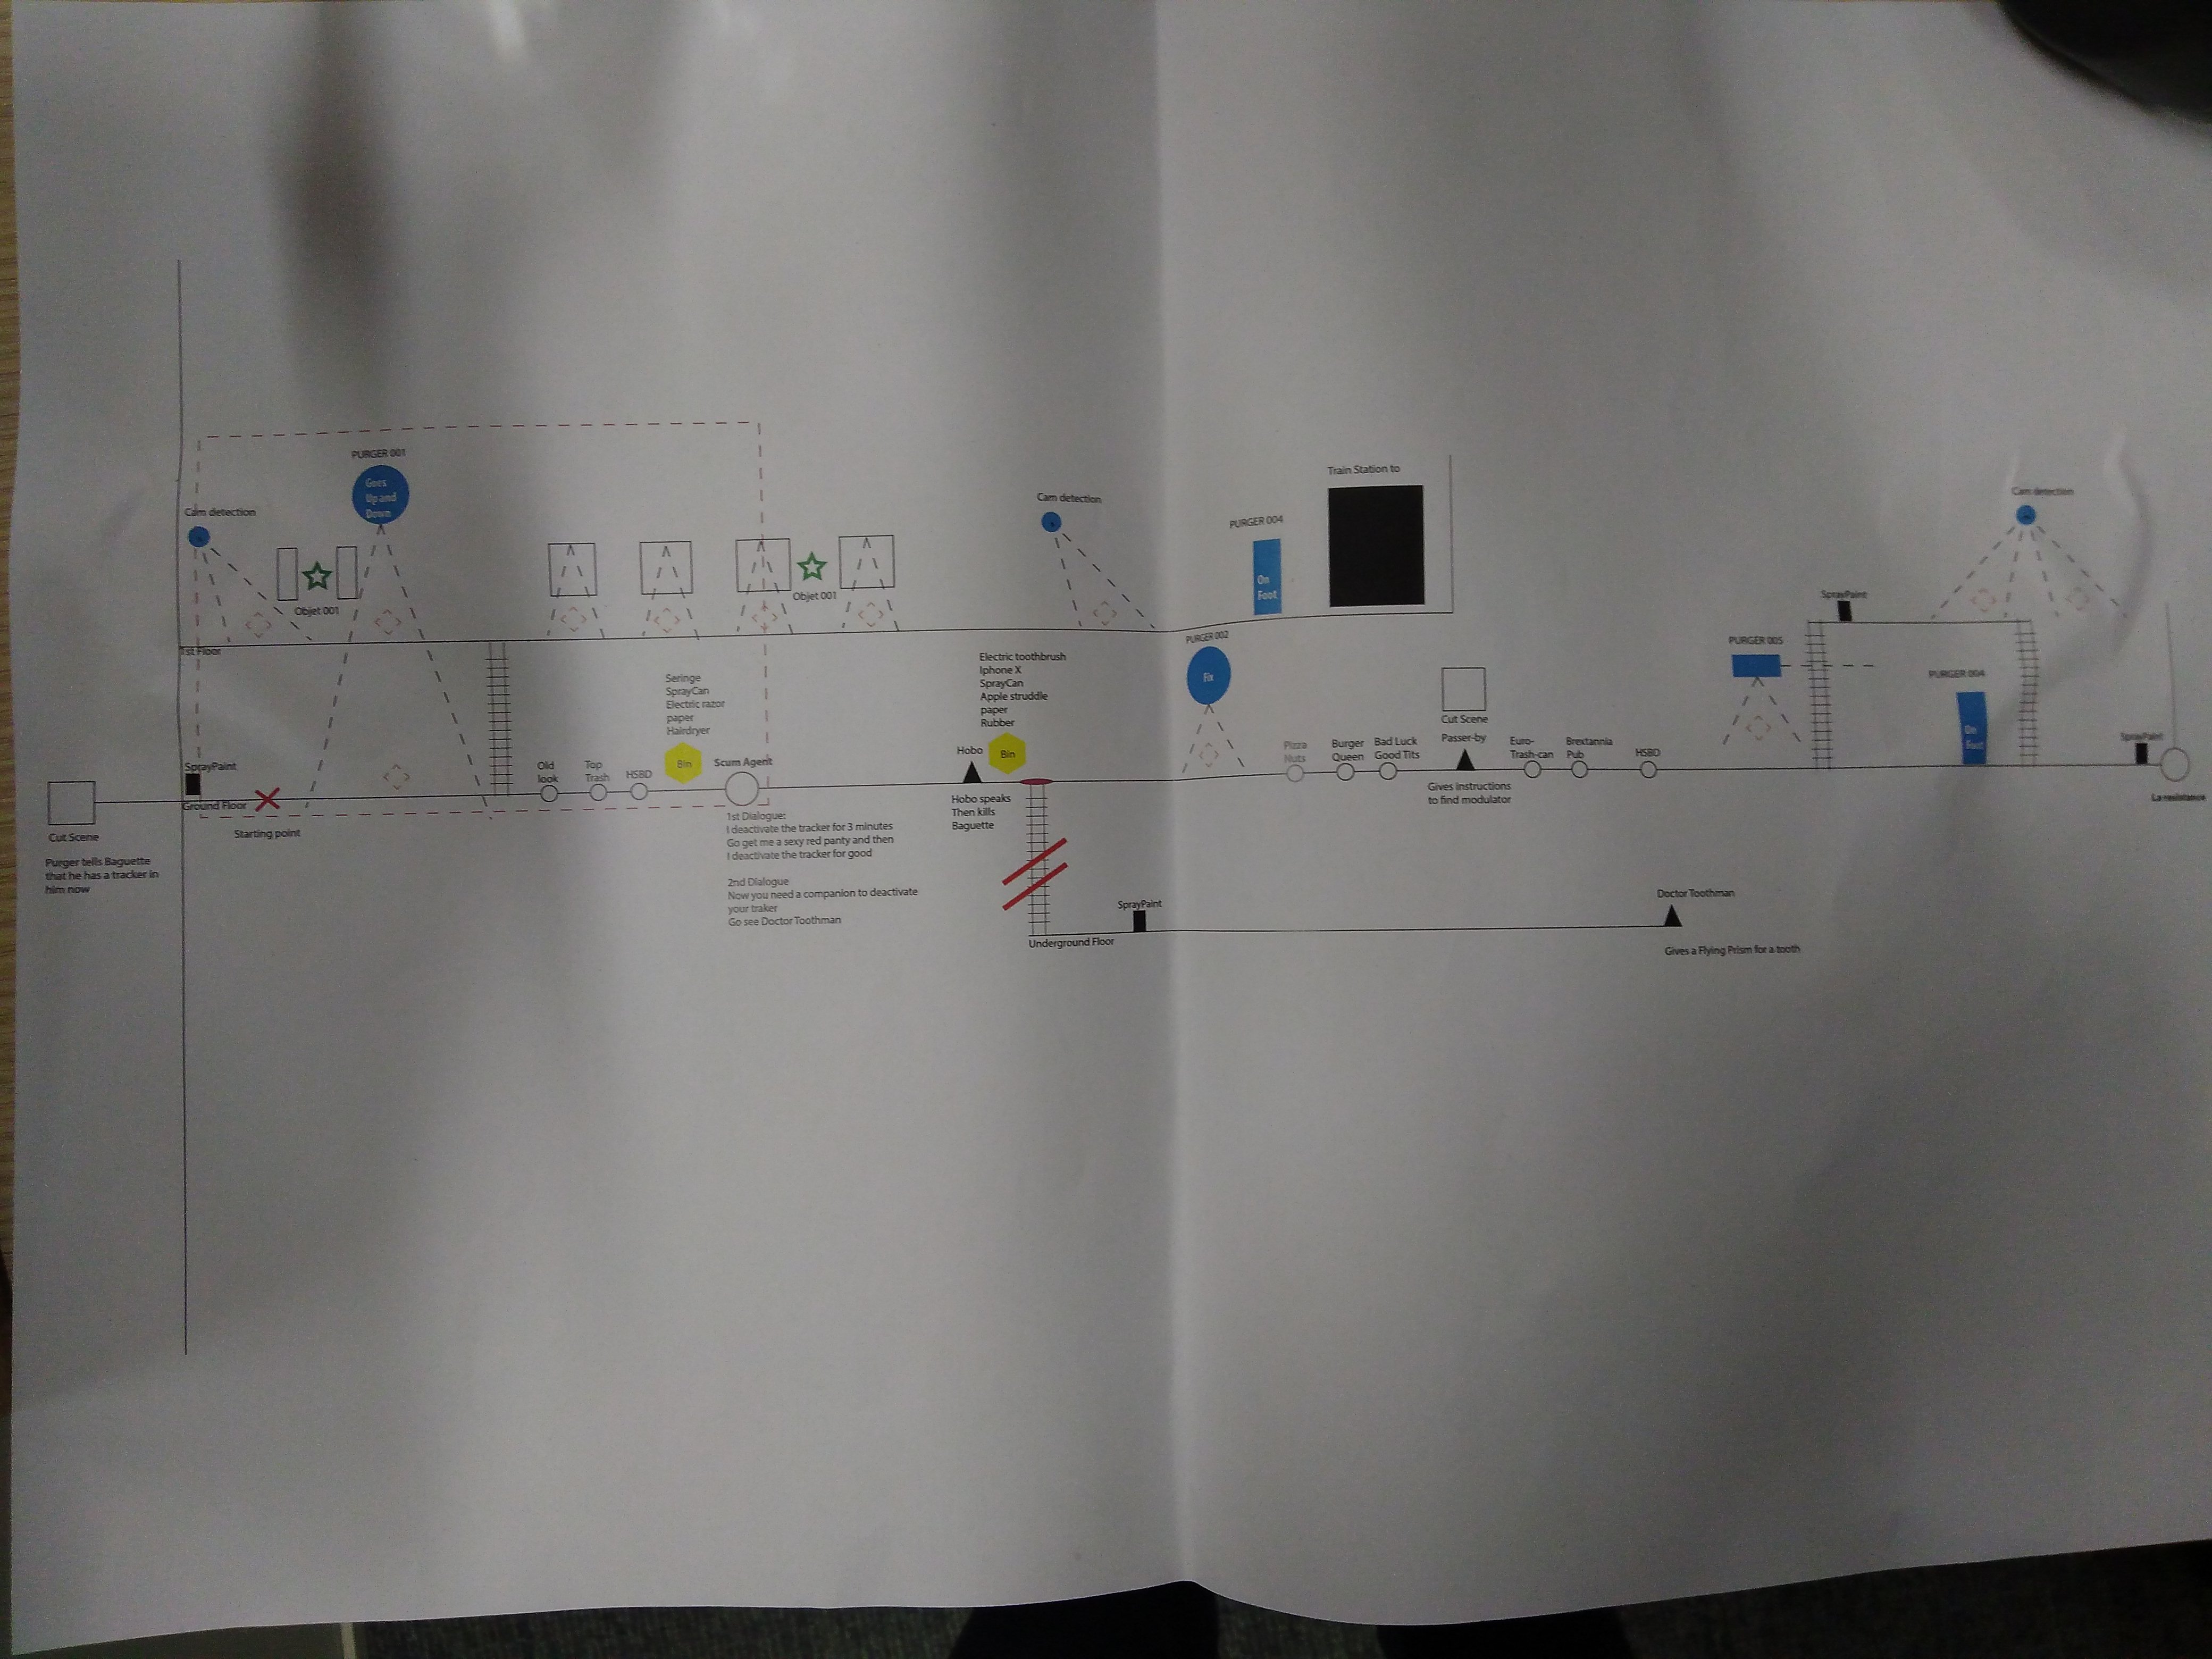 PURGER 001
Goes
Up and
Down
Cam detection
Objet 001
Objet 001
1st Floor
Cam detection
PURGER 004
On
Foot
Train Station to
Cam detection
SprayPaint
PURGER 005
PURGER 004
On
Foot
PURGER 002
Fix
Seringe
SprayCan
Electric razor
paper
Hairdryer
Electric toothbrush
Iphone X
SprayCan
Apple struddle
paper
Rubber
Cut Scene
SprayPaint
Ground Floor
Starting point
Cut Scene
Purger tells Baguette
that he has a tracker in
him now
Old
look
Top
Trash
HSBD
Bin
Scum Agent
1st Dialogue:
I deactivate the tracker for 3 minutes
Go get me a sexy red panty and then
I deactivate the tracker for good
2nd Dialogue
Now you need a companion to deactivate
your traker
Go see Doctor Toothman
Hobo
Bin
Hobo speaks
Then kills
Baguette
Pizza
Nuts
Burger
Queen
Bad Luck
Good Tits
Passer-by
Gives instructions
to find modulator
Euro-
Trash-can
Brextannia
Pub
HSBD
SprayPaint
La resistance
SprayPaint
Underground Floor
Doctor Toothman
Gives a Flying Prism for a tooth